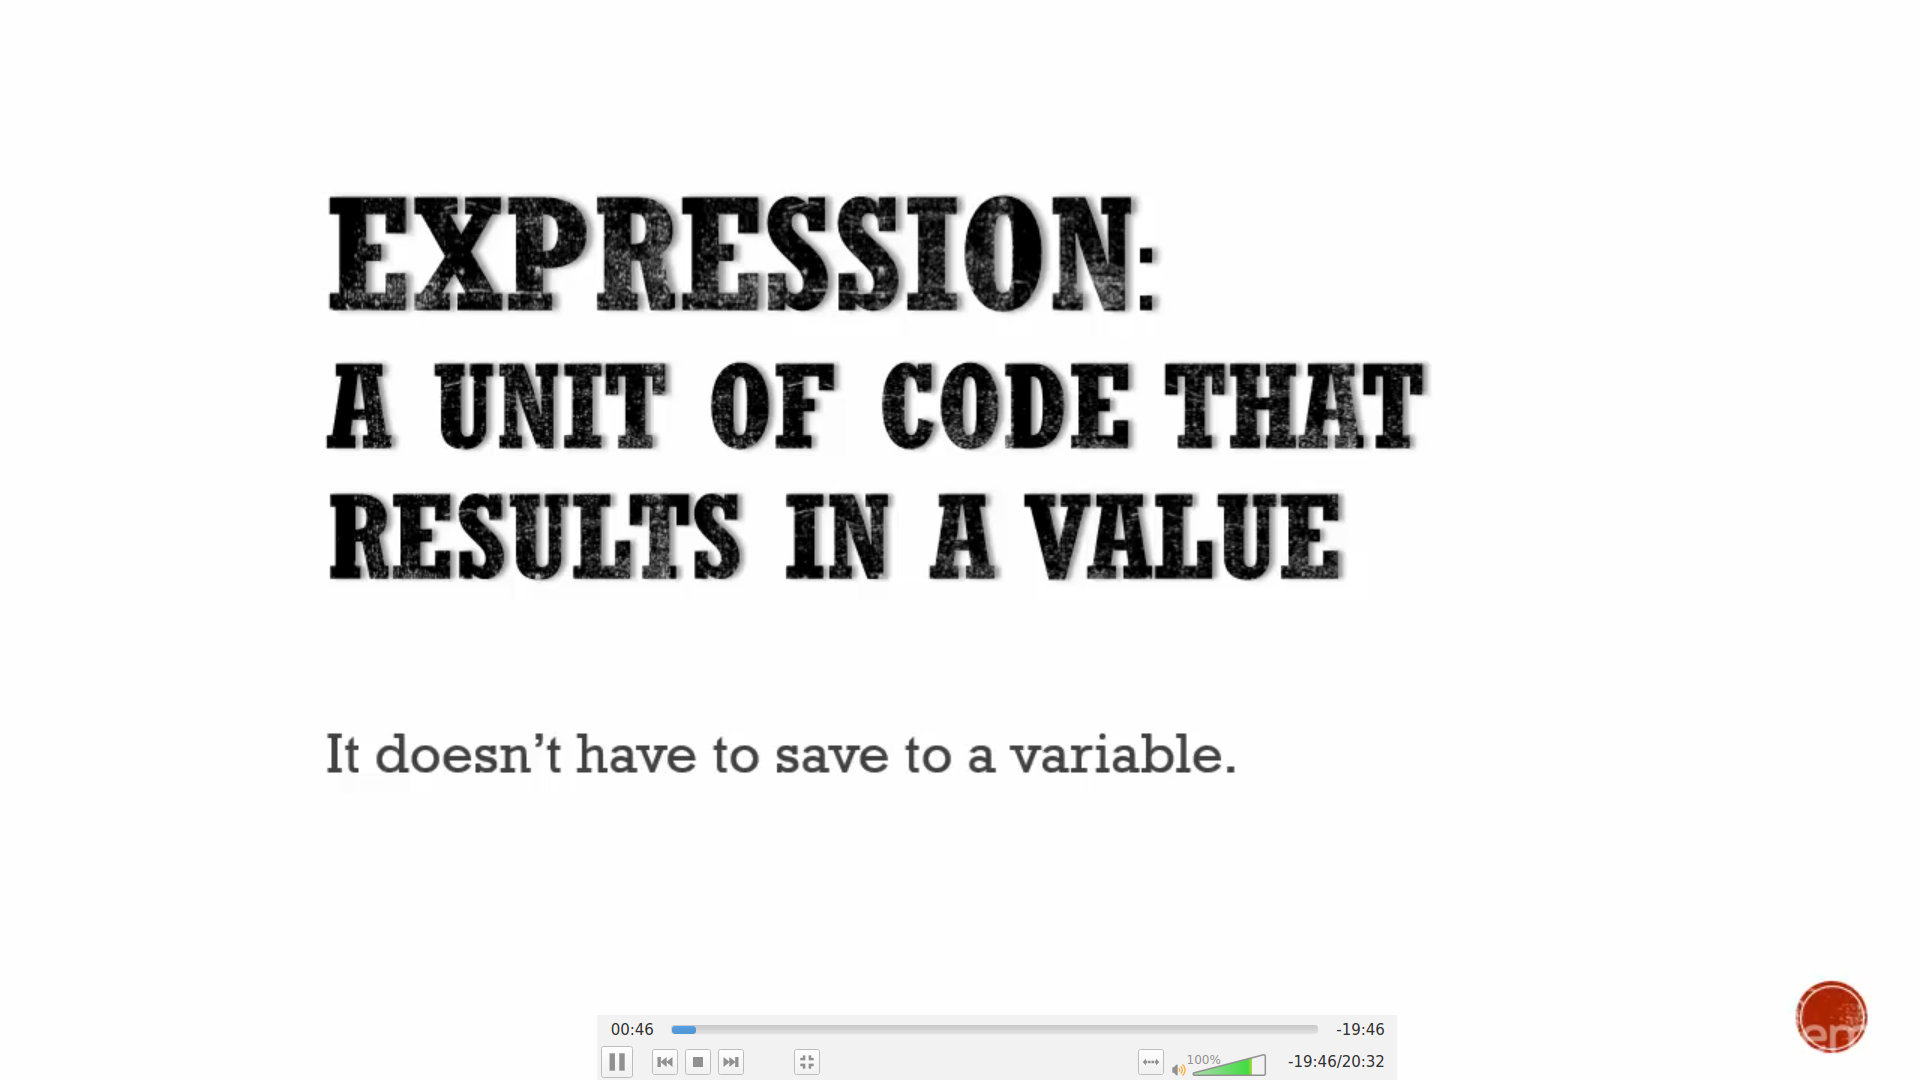 EXPRESSION:
A UNIT OF CODE THAT
RESULTS IN A VALUE
It doesn't have to save to a variable.
em
00:46
-19:46
100%
-19:46/20:32